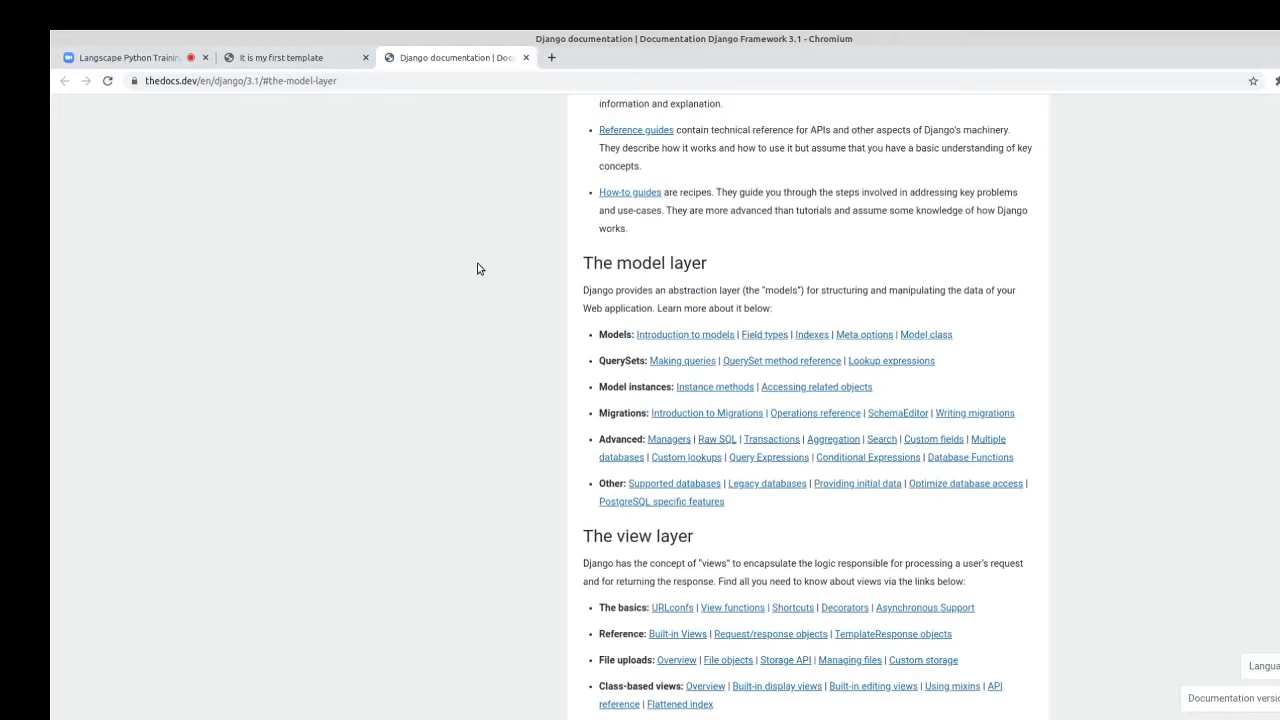 Django documentation | Documentation Django Framework 3.1 - Chromium
Langscape Python Trainin
It is my first template
Django documentation | Doc
thedocs.dev/en/django/3.1/#the-model-layer
information and explanation.
Reference guides contain technical reference for APIs and other aspects of Django's machinery.
They describe how it works and how to use it but assume that you have a basic understanding of key
concepts.
How-to guides are recipes. They guide you through the steps involved in addressing key problems
and use-cases. They are more advanced than tutorials and assume some knowledge of how Django
works.
The model layer
Django provides an abstraction layer (the "models") for structuring and manipulating the data of your
Web application. Learn more about it below:
Models: Introduction to models | Field types | Indexes | Meta options | Model class
QuerySets: Making queries | QuerySet method reference | Lookup expressions
Model instances: Instance methods | Accessing related objects
Migrations: Introduction to Migrations | Operations reference | SchemaEditor | Writing migrations
Advanced: Managers | Raw SQL | Transactions | Aggregation | Search | Custom fields | Multiple
databases | Custom lookups | Query Expressions | Conditional Expressions | Database Functions
Other: Supported databases | Legacy databases | Providing initial data | Optimize database access |
PostgreSQL specific features
The view layer
Django has the concept of "views" to encapsulate the logic responsible for processing a user's request
and for returning the response. Find all you need to know about views via the links below:
The basics: URLconfs | View functions | Shortcuts | Decorators | Asynchronous Support
Reference: Built-in Views | Request/response objects | TemplateResponse objects
File uploads: Overview | File objects | Storage API | Managing files | Custom storage
Langua
Class-based views: Overview | Built-in display views | Built-in editing views | Using mixins | API
Documentation versio
reference | Flattened index